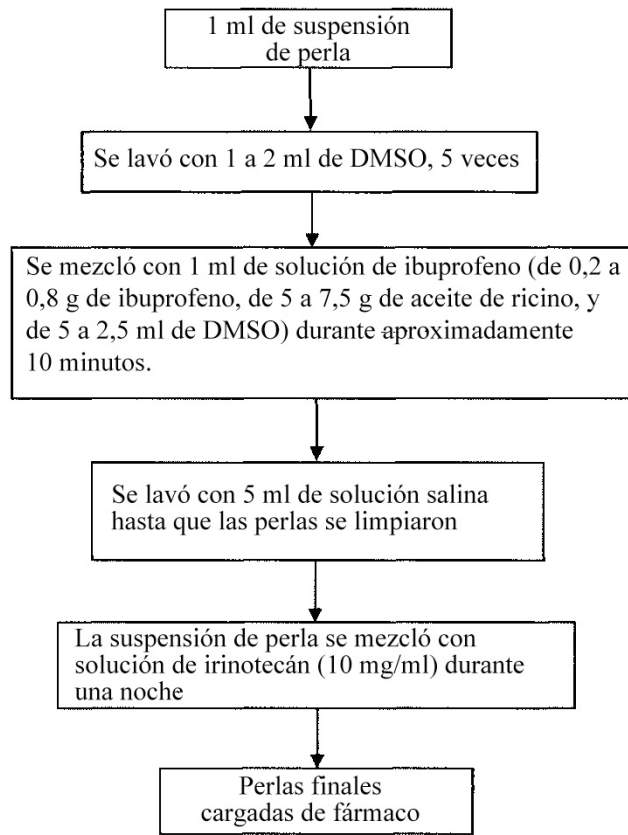 1 ml de suspensión
de perla
Se lavó con 1 a 2 ml de DMSO, 5 veces
Se mezcló con 1 ml de solución de ibuprofeno (de 0,2 a
0,8 g de ibuprofeno, de 5 a 7,5 g de aceite de ricino, y
de 5 a 2,5 ml de DMSO) durante aproximadamente
10 minutos.
Se lavó con 5 ml de solución salina
hasta que las perlas se limpiaron
La suspensión de perla se mezcló con
solución de irinotecán (10 mg/ml) durante
una noche
Perlas finales
cargadas de fármaco